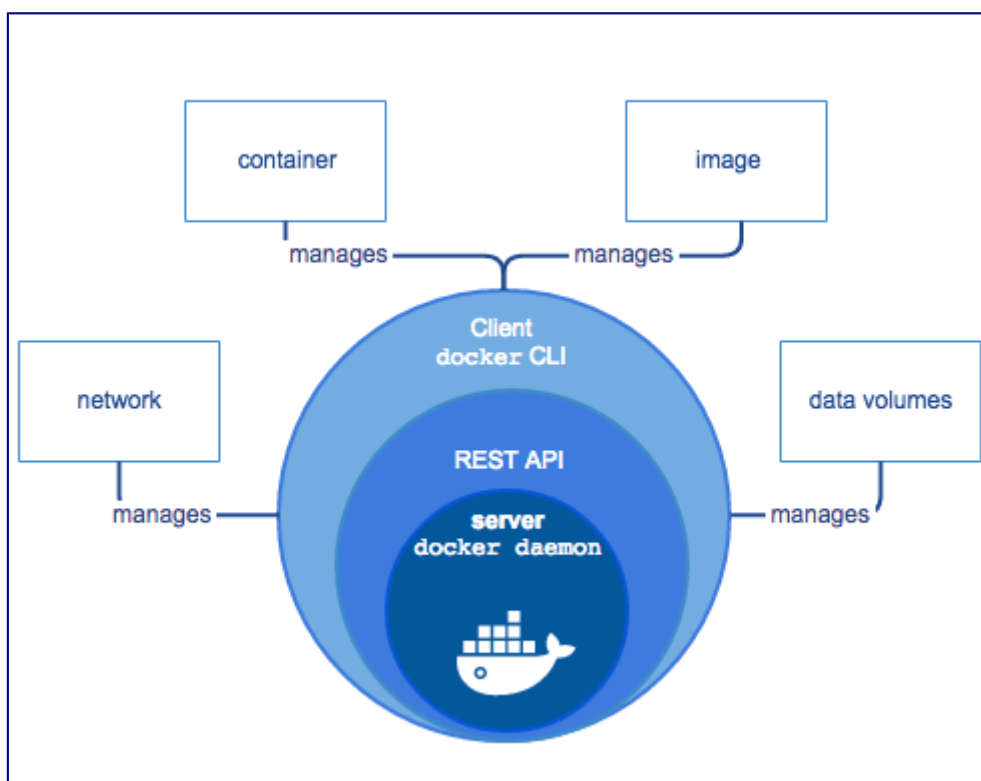 container
image
manages
manages
Client
docker CLI
network
data volumes
REST API
manages
manages
server
docker daemon